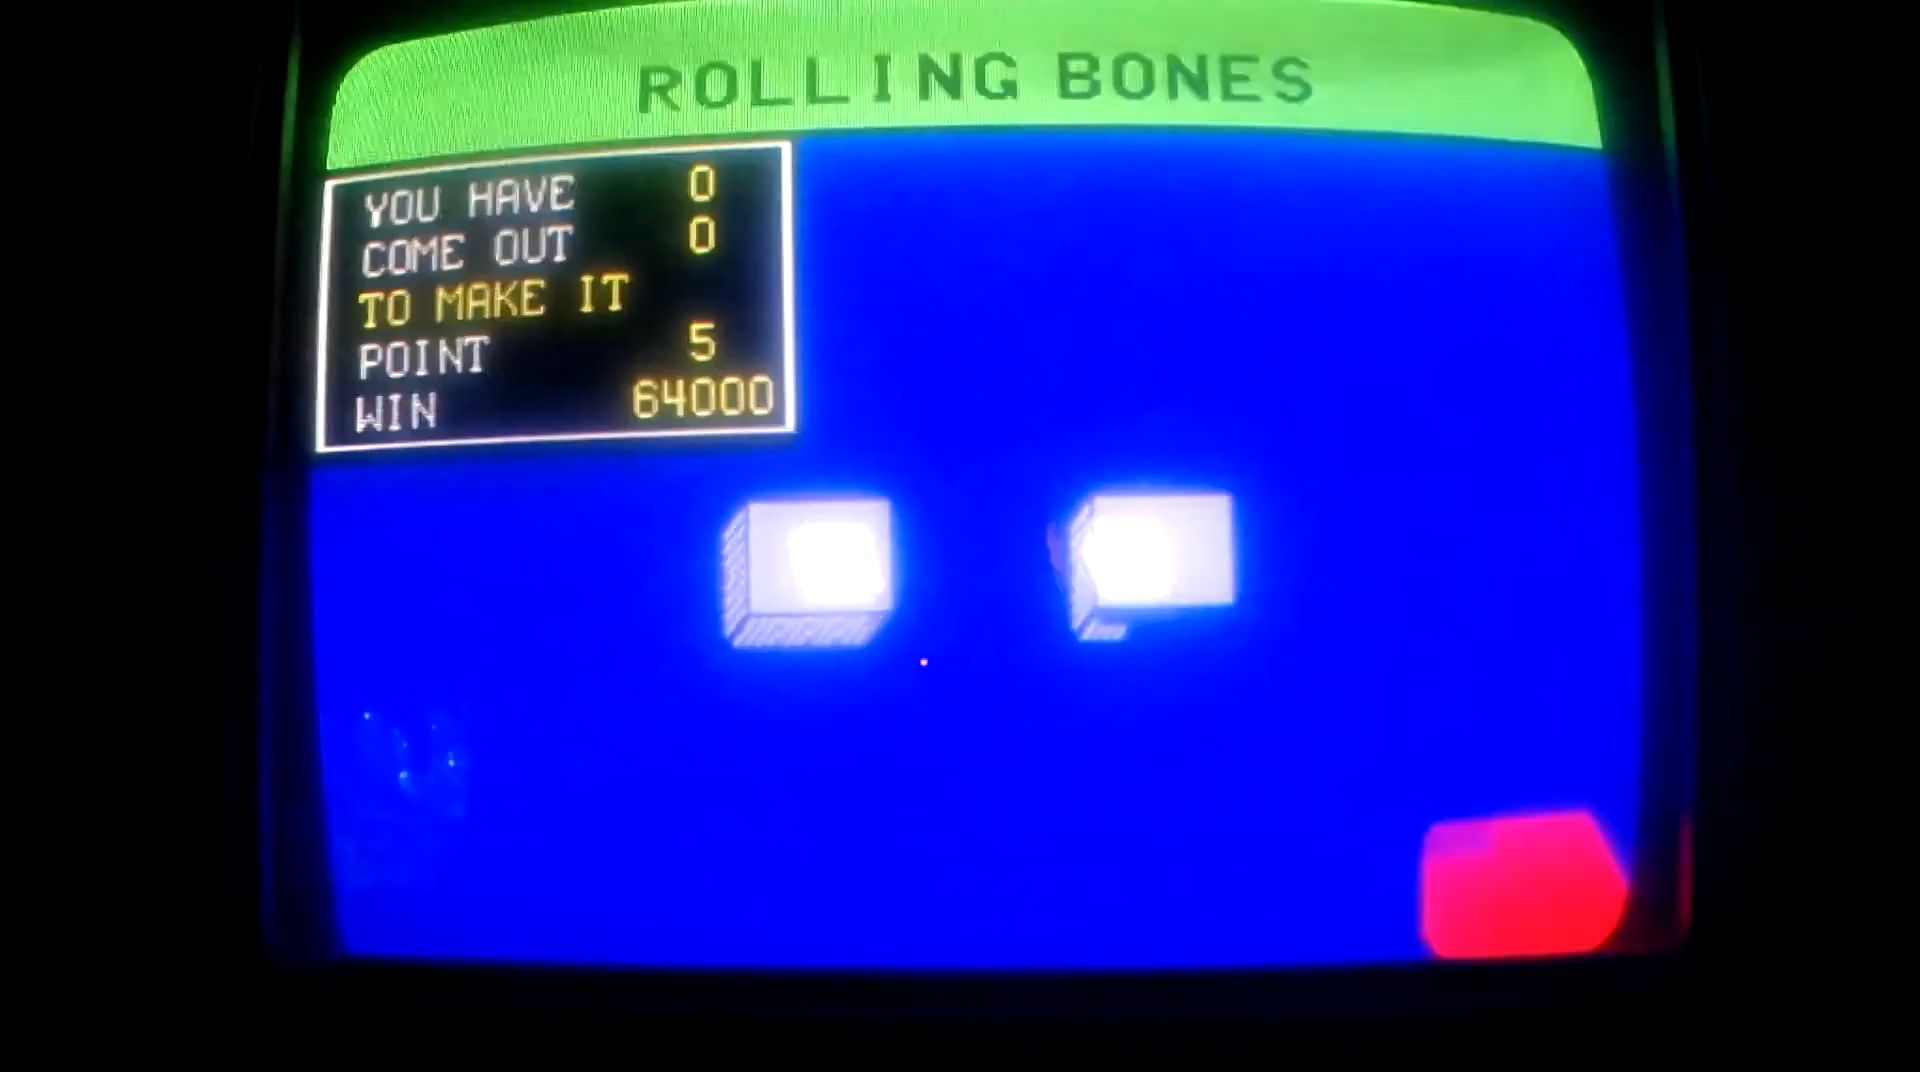 ROLLING BONES
YOU HAVE 0
COME OUT 0
TO MAKE IT
POINT 5
WIN 64000